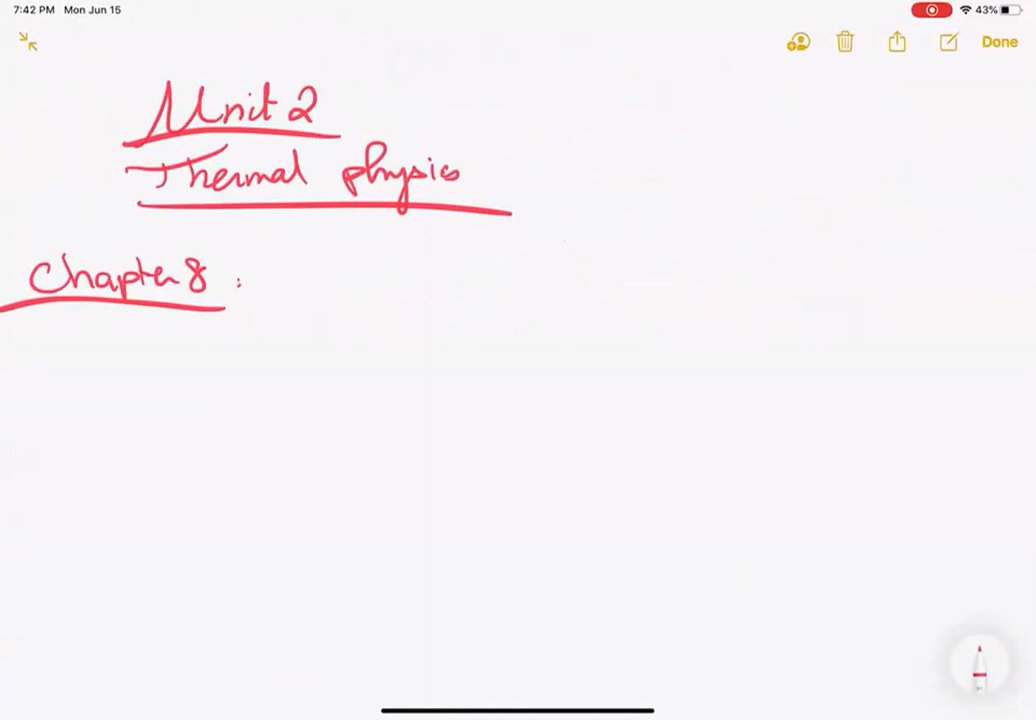 7:42 PM Mon Jun 15 43%
Done
Unit 2
Thermal physics
Chapter 8 :